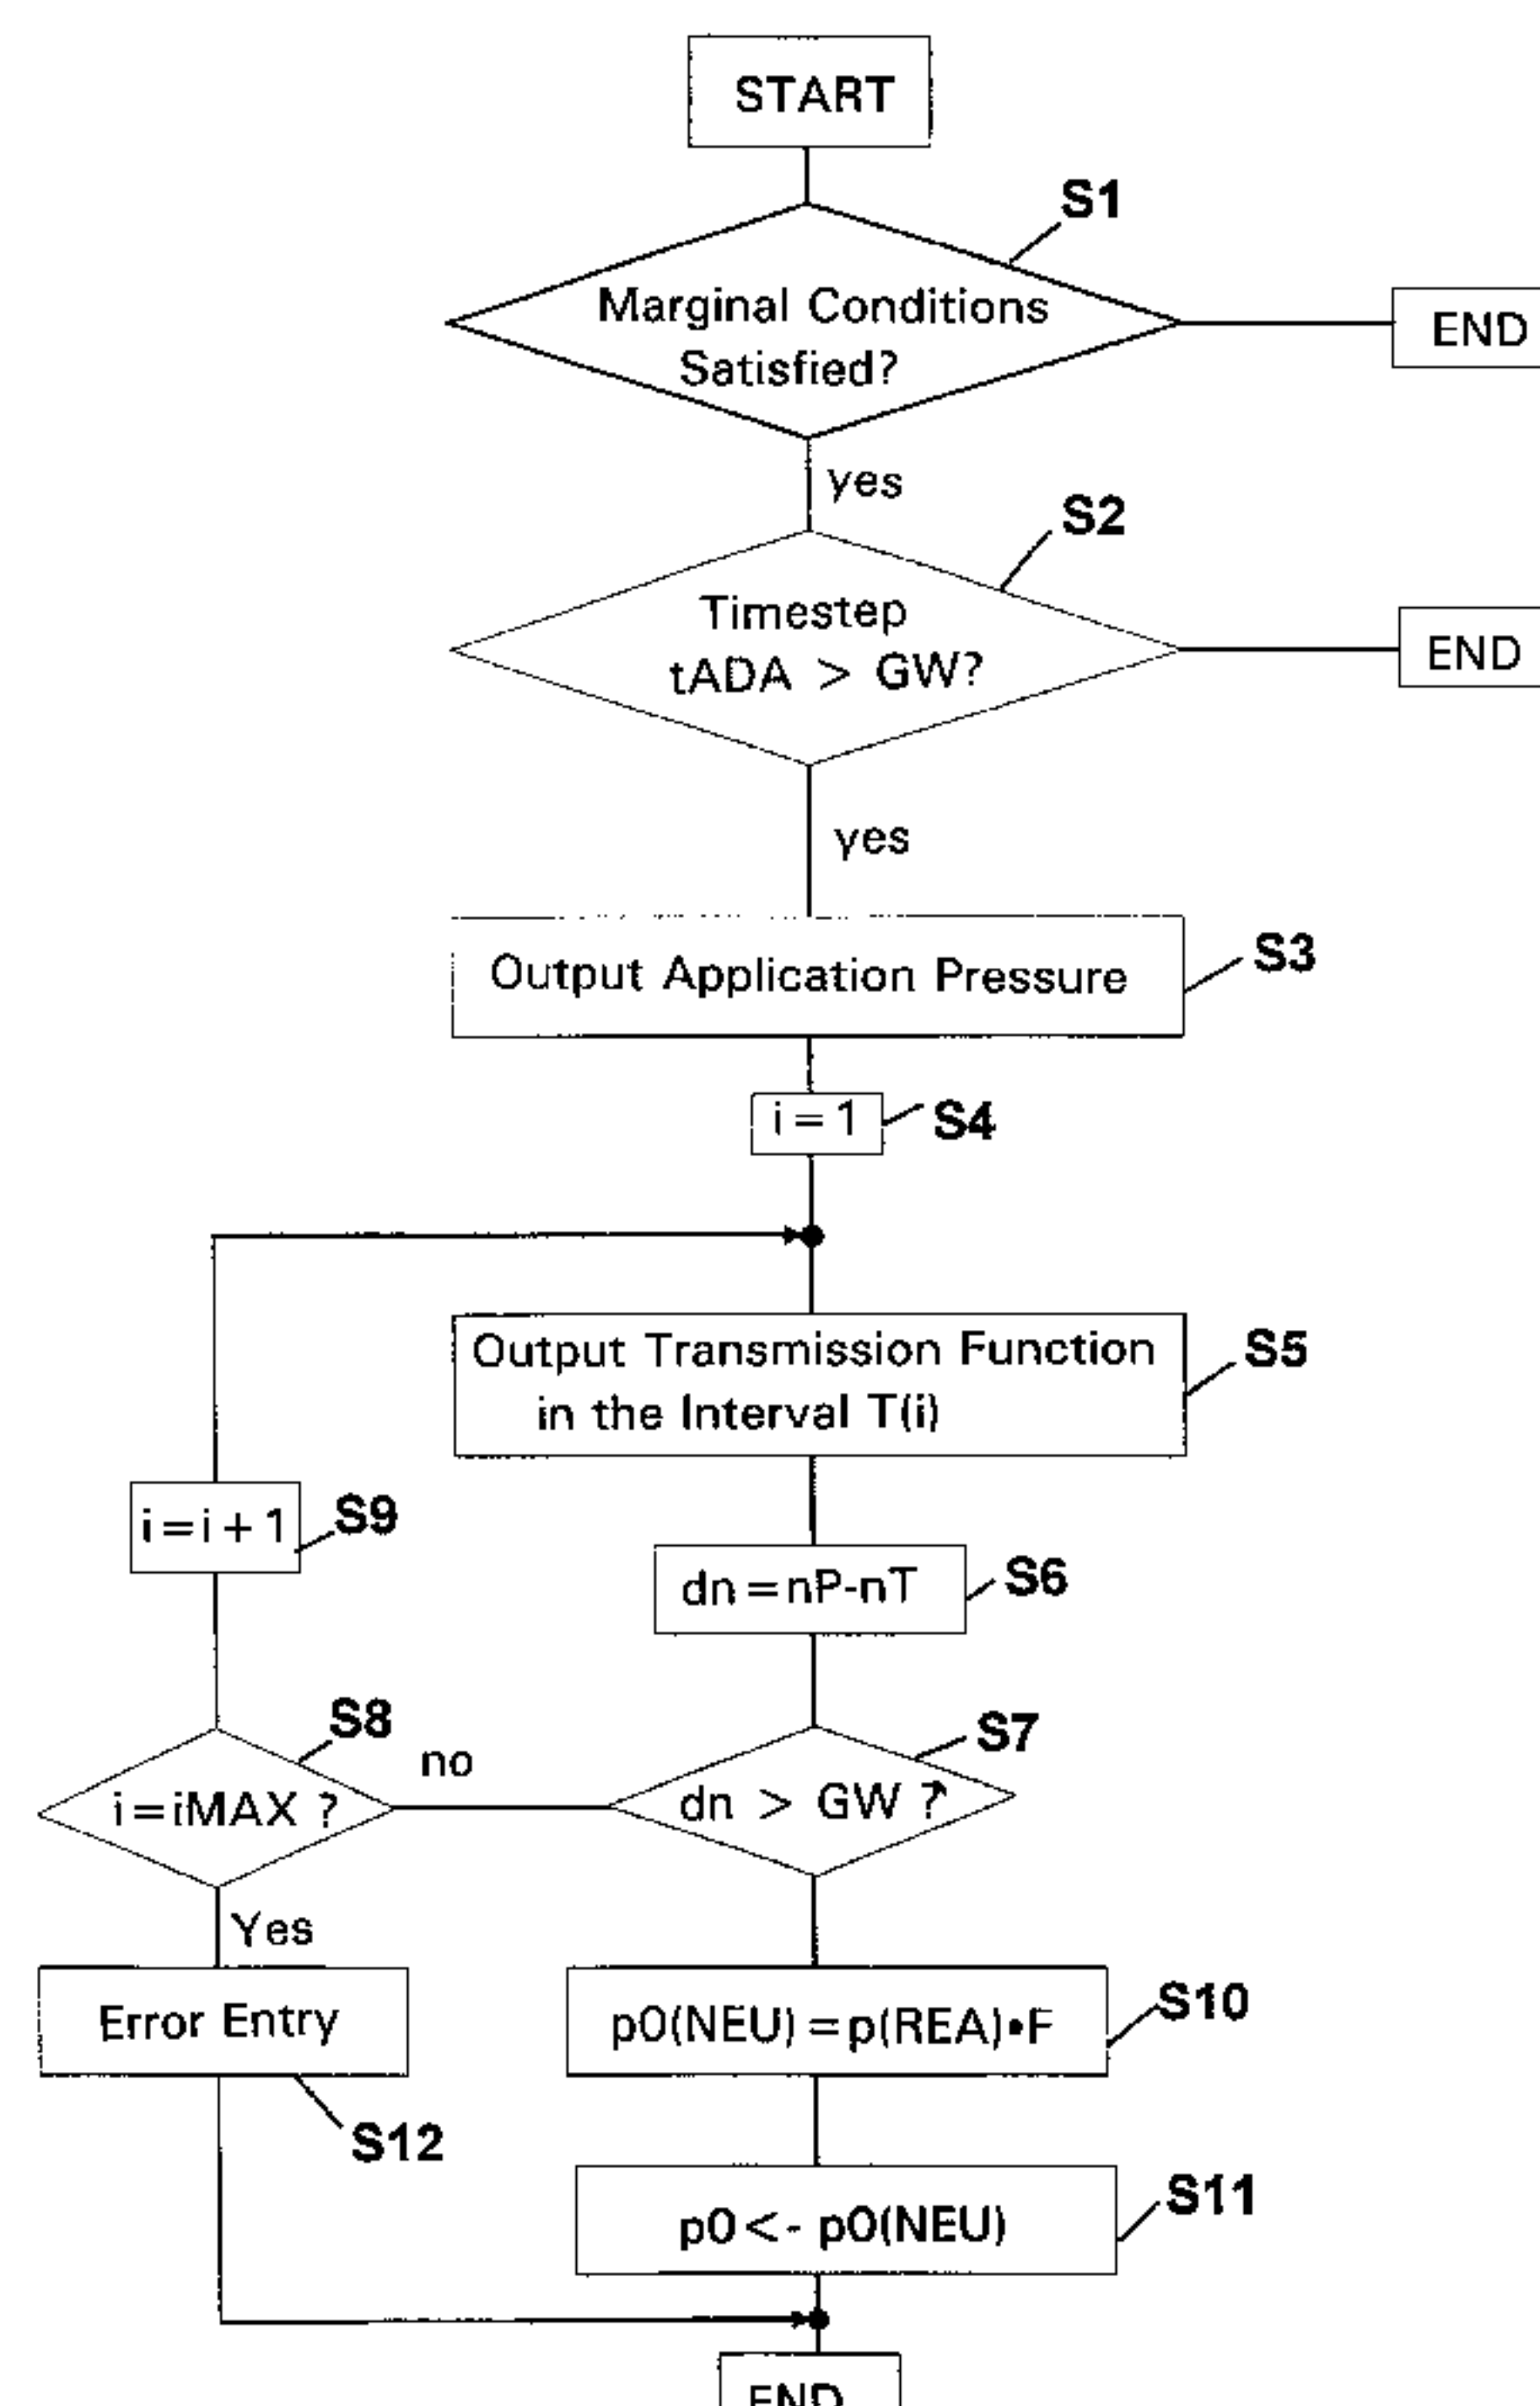 START
S1
Marginal Conditions
Satisfied?
END
yes
S2
Timestep
tADA > GW?
END
yes
Output Application Pressure
S3
i=1
S4
Output Transmission Function
in the Interval T(i)
S5
i=i+1
S9
dn=nP-nT
S6
S8
i=iMAX ?
no
S7
dn > GW ?
Yes
Error Entry
S12
p0(NEU)=p(REA)•F
S10
p0<- p0(NEU)
S11
END